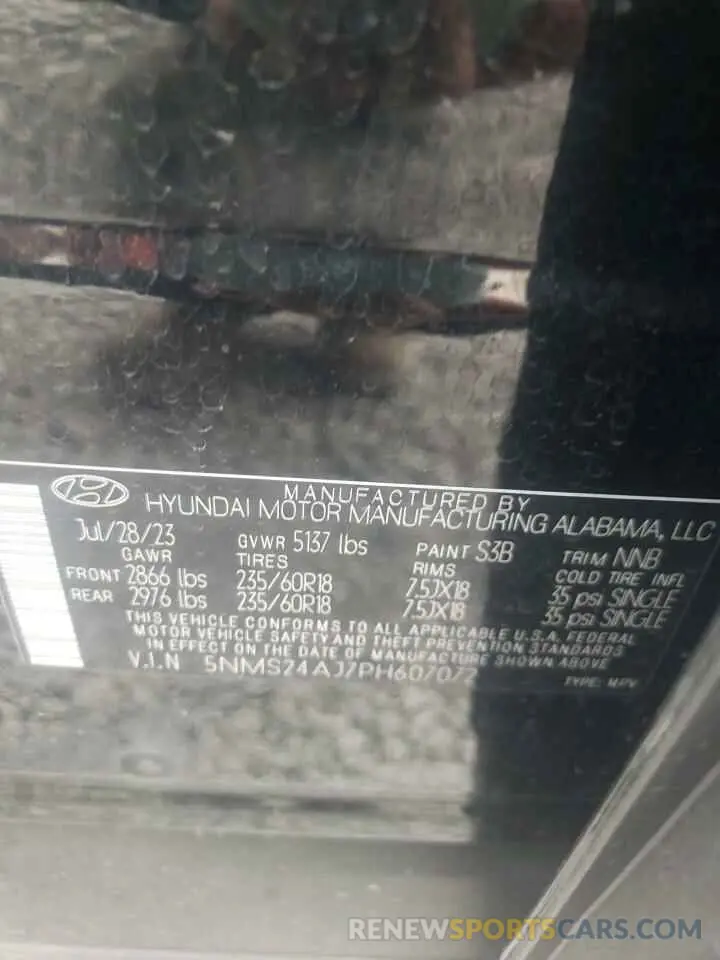 MANUFACTURED BY
HYUNDAI MOTOR MANUFACTURING ALABAMA, LLC
Jul/28/23 GVWR 5137 lbs PAINT S3B TRIM NNB
GAWR TIRES RIMS COLD TIRE INFL
FRONT 2866 lbs 235/60R18 7.5JX18 35 psi SINGLE
REAR 2976 lbs 235/60R18 7.5JX18 35 psi SINGLE
THIS VEHICLE CONFORMS TO ALL APPLICABLE U.S.A. FEDERAL
MOTOR VEHICLE SAFETY AND THEFT PREVENTION STANDARDS
IN EFFECT ON THE DATE OF MANUFACTURE SHOWN ABOVE
V.I.N 5NMS24AJ7PH607072
TYPE: MPV
RENEWSPORTSCARS.COM